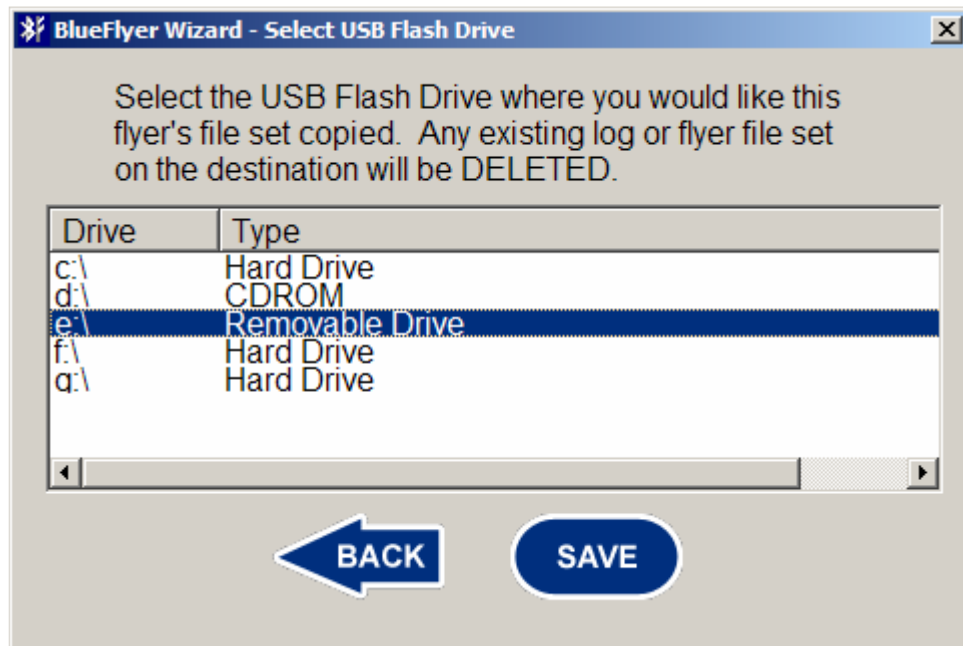 BlueFlyer Wizard - Select USB Flash Drive
Select the USB Flash Drive where you would like this
flyer's file set copied.  Any existing log or flyer file set
on the destination will be DELETED.
Drive Type
c:\ Hard Drive
d:\ CDROM
e:\ Removable Drive
f:\ Hard Drive
g:\ Hard Drive
BACK SAVE